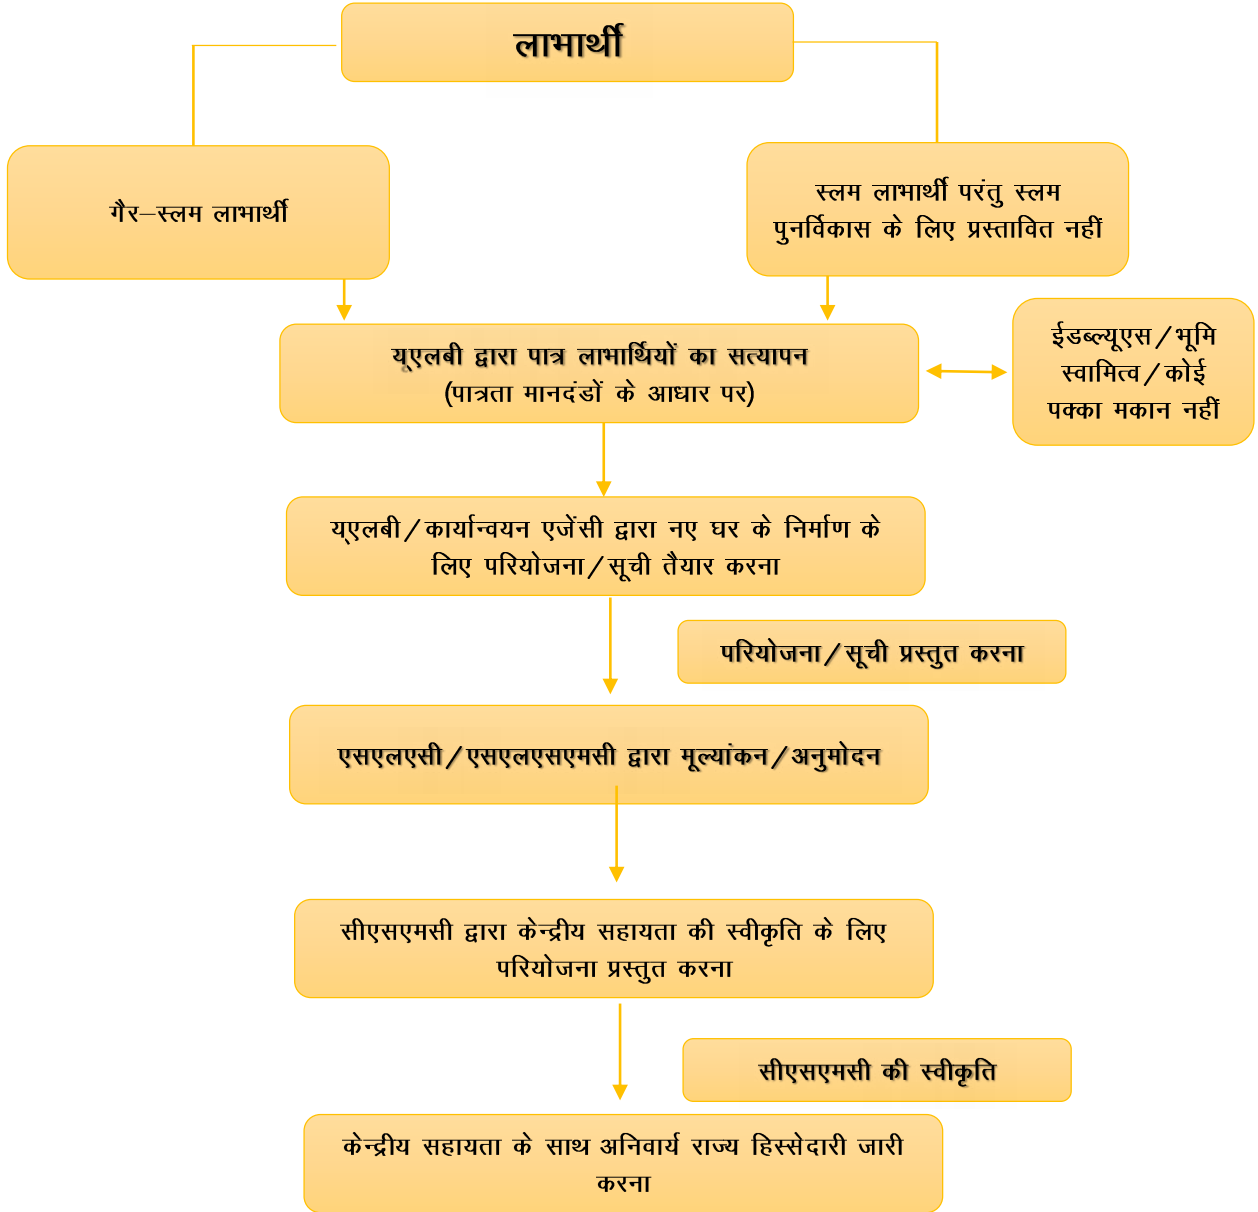 लाभार्थी
गैर–स्लम लाभार्थी
स्लम लाभार्थी परंतु स्लम
पुनर्विकास के लिए प्रस्तावित नहीं
यूएलबी द्वारा पात्र लाभार्थियों का सत्यापन
(पात्रता मानदंडों के आधार पर)
ईडब्ल्यूएस/भूमि
स्वामित्व/कोई
पक्का मकान नहीं
यूएलबी/कार्यान्वयन एजेंसी द्वारा नए घर के निर्माण के
लिए परियोजना/सूची तैयार करना
परियोजना/सूची प्रस्तुत करना
एसएलएसी/एसएलएसएमसी द्वारा मूल्यांकन/अनुमोदन
सीएसएमसी द्वारा केन्द्रीय सहायता की स्वीकृति के लिए
परियोजना प्रस्तुत करना
सीएसएमसी की स्वीकृति
केन्द्रीय सहायता के साथ अनिवार्य राज्य हिस्सेदारी जारी
करना